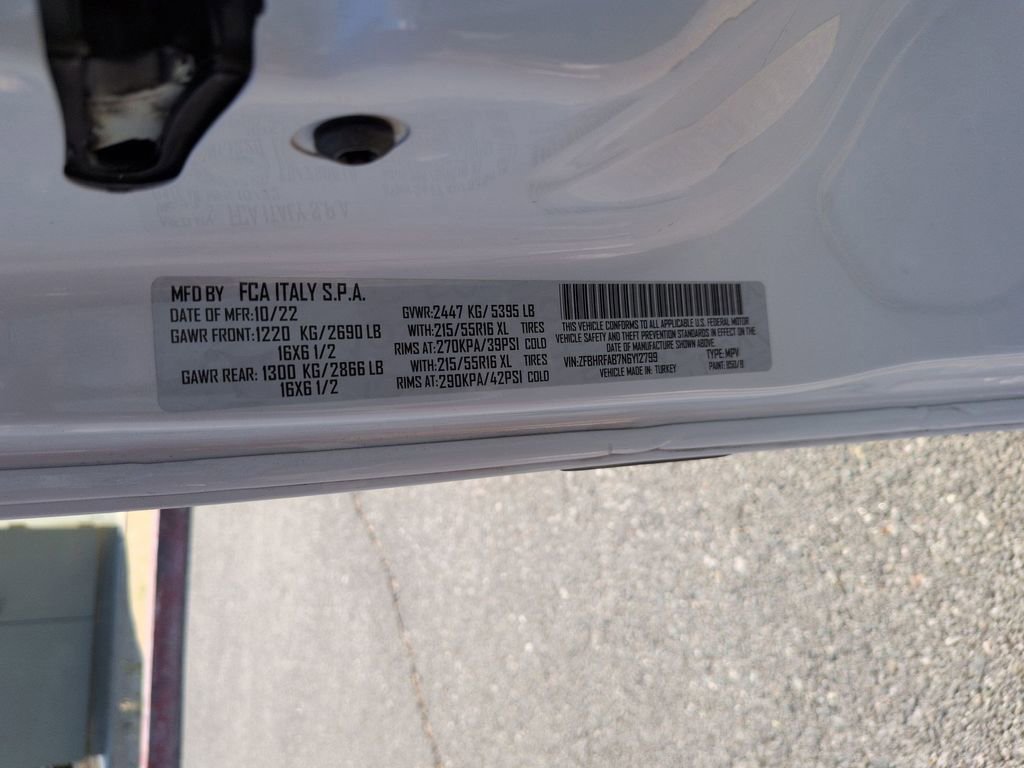 MFD BY FCA ITALY S.P.A.
DATE OF MFR:10/22
GAWR FRONT:1220 KG/2690 LB
16X6 1/2
GAWR REAR: 1300 KG/2866 LB
16X6 1/2
GVWR:2447 KG/ 5395 LB
WITH:215/55R16 XL TIRES
RIMS AT:270KPA/39PSI COLD
WITH:215/55R16 XL TIRES
RIMS AT:290KPA/42PSI COLD
THIS VEHICLE CONFORMS TO ALL APPLICABLE U.S. FEDERAL MOTOR
VEHICLE SAFETY AND THEFT PREVENTION STANDARDS IN EFFECT ON THE
DATE OF MANUFACTURE SHOWN ABOVE.
VIN:ZFBHRFAB7N6Y12799 TYPE: MPV
VEHICLE MADE IN: TURKEY PAINT: